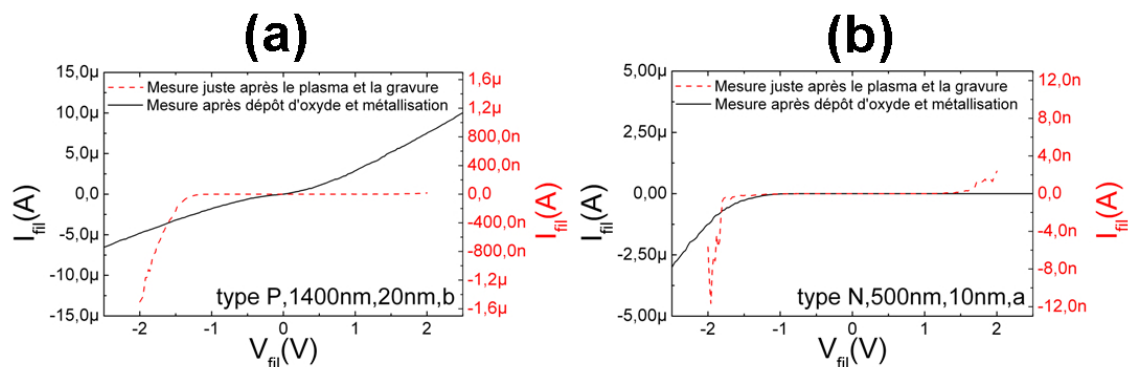 (a)
15,0µ
10,0µ
5,0µ
0,0
-5,0µ
-10,0µ
-15,0µ
I_fil(A)
Mesure juste après le plasma et la gravure
Mesure après dépôt d'oxyde et métallisation
type P,1400nm,20nm,b
1,6µ
1,2µ
800,0n
400,0n
0,0
-400,0n
-800,0n
-1,2µ
-1,6µ
I_fil(A)
-2 -1 0 1 2
V_fil(V)
(b)
5,00µ
2,50µ
0,00
-2,50µ
-5,00µ
I_fil(A)
Mesure juste après le plasma et la gravure
Mesure après dépôt d'oxyde et métallisation
type N,500nm,10nm,a
12,0n
8,0n
4,0n
0,0
-4,0n
-8,0n
-12,0n
I_fil(A)
-2 -1 0 1 2
V_fil(V)